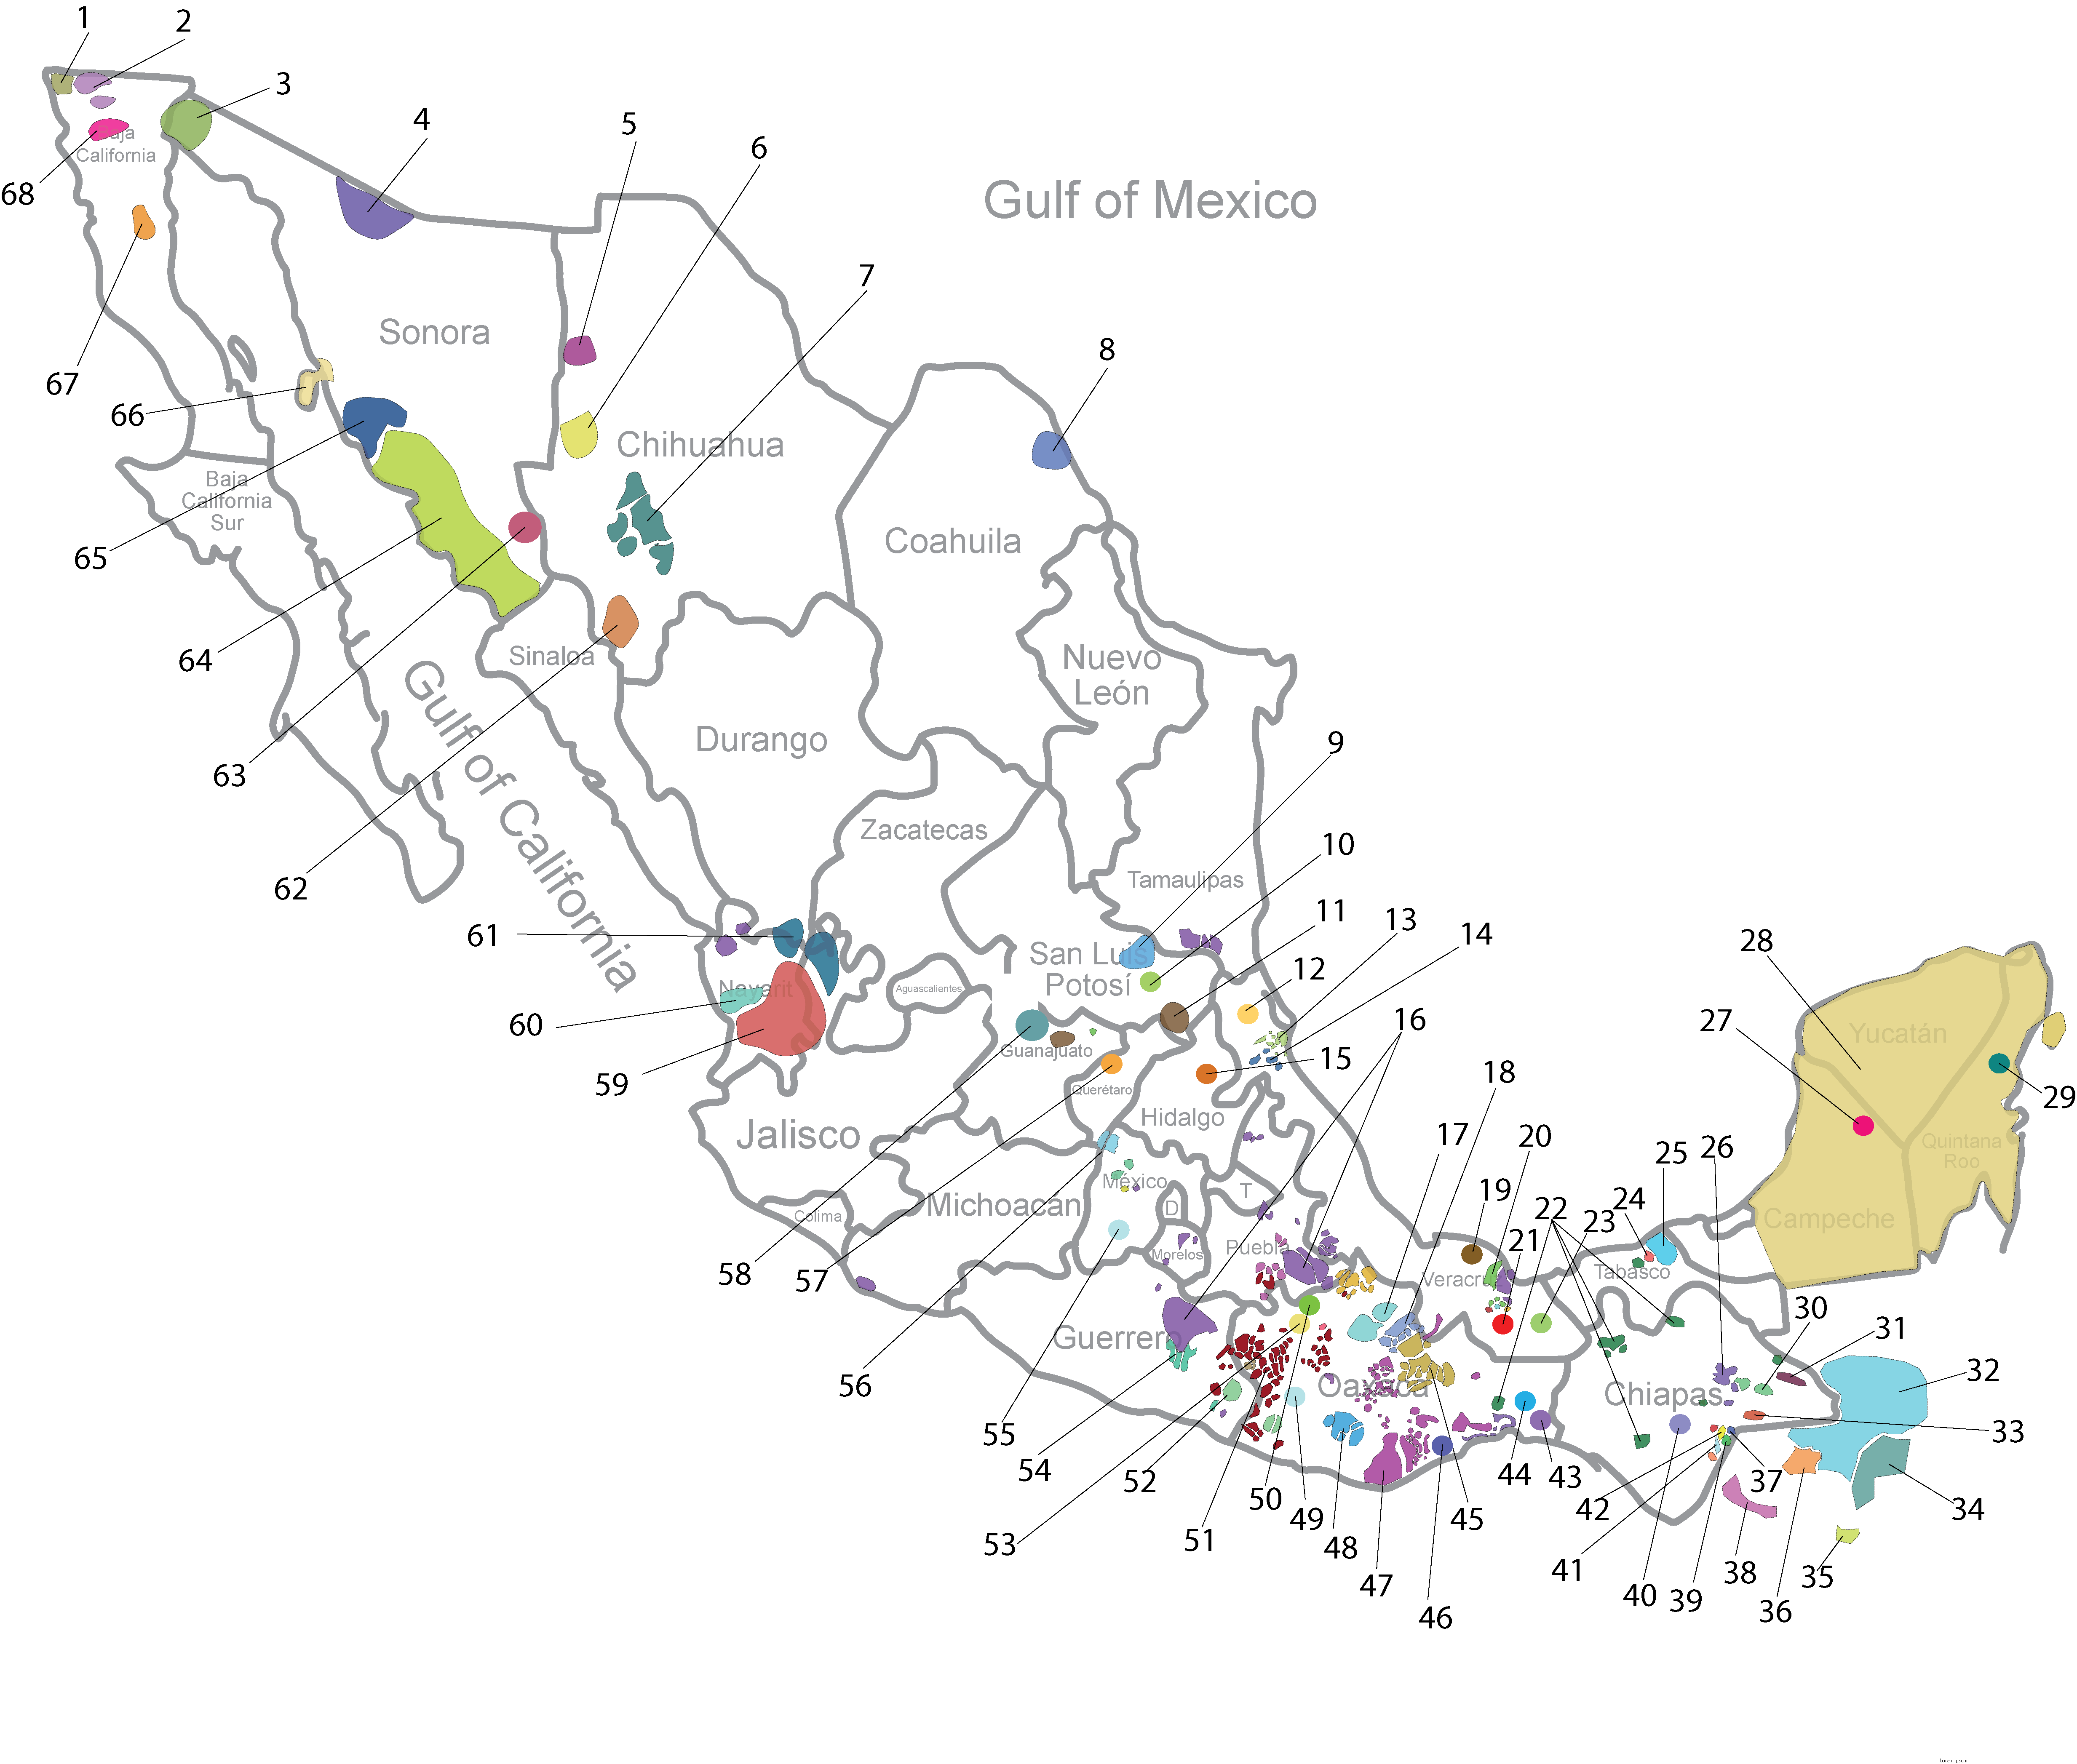 1
2
3
4
5
6
7
8
9
10
11
12
13
14
15
16
17
18
19
20
21
22
23
24
25
26
27
28
29
30
31
32
33
34
35
36
37
38
39
40
41
42
43
44
45
46
47
48
49
50
51
52
53
54
55
56
57
58
59
60
61
62
63
64
65
66
67
68
Gulf of Mexico
Gulf of California
Baja
California
Baja
California
Sur
Sonora
Chihuahua
Coahuila
Nuevo
León
Sinaloa
Durango
Zacatecas
Tamaulipas
San Luis
Potosí
Nayarit
Aguascalientes
Guanajuato
Querétaro
Hidalgo
Jalisco
Colima
Michoacán
México
D
T
Morelos
Puebla
Veracru
Guerrero
Oaxaca
Tabasco
Chiapas
Campeche
Yucatán
Quintana
Roo
Lorem ipsum